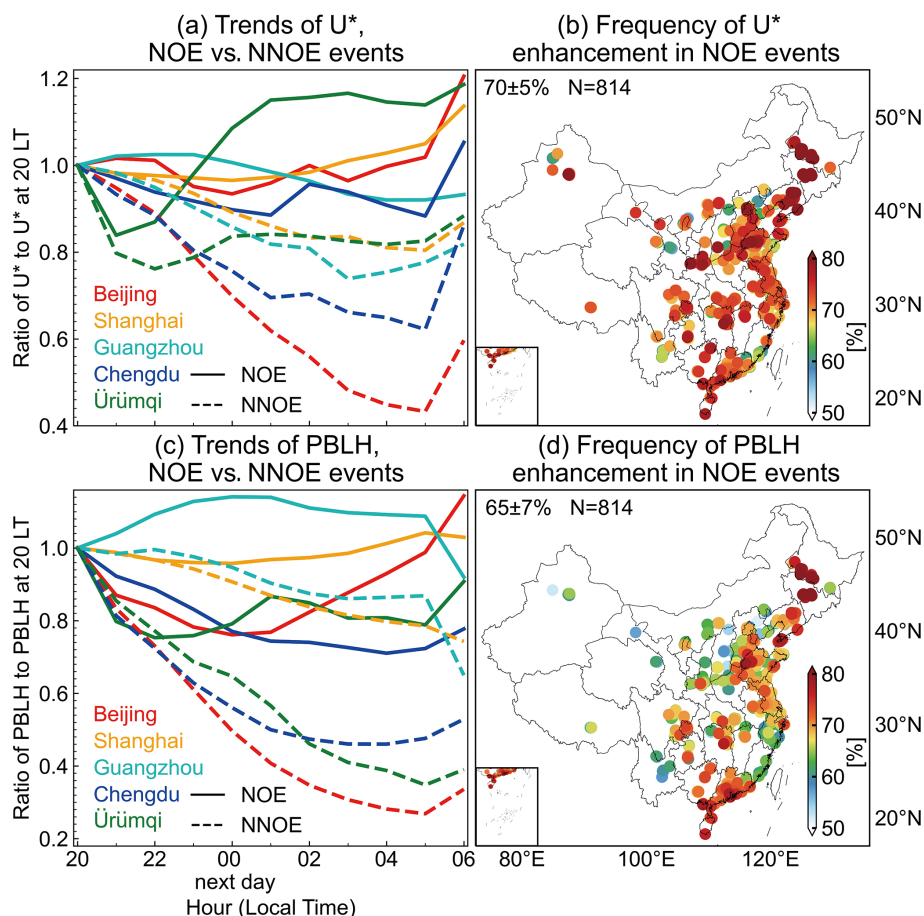 (a) Trends of U*,
NOE vs. NNOE events
(b) Frequency of U*
enhancement in NOE events
Ratio of U* to U* at 20 LT
1.2
1.0
0.8
0.6
0.4
Beijing
Shanghai
Guangzhou
Chengdu
Ürümqi
NOE
NNOE
70±5% N=814
50°N
40°N
30°N
20°N
80
70
60
50
[%]
(c) Trends of PBLH,
NOE vs. NNOE events
(d) Frequency of PBLH
enhancement in NOE events
Ratio of PBLH to PBLH at 20 LT
1.0
0.8
0.6
0.4
0.2
Beijing
Shanghai
Guangzhou
Chengdu
Ürümqi
NOE
NNOE
20 22 00 02 04 06
next day
Hour (Local Time)
65±7% N=814
50°N
40°N
30°N
20°N
80
70
60
50
[%]
80°E 100°E 120°E